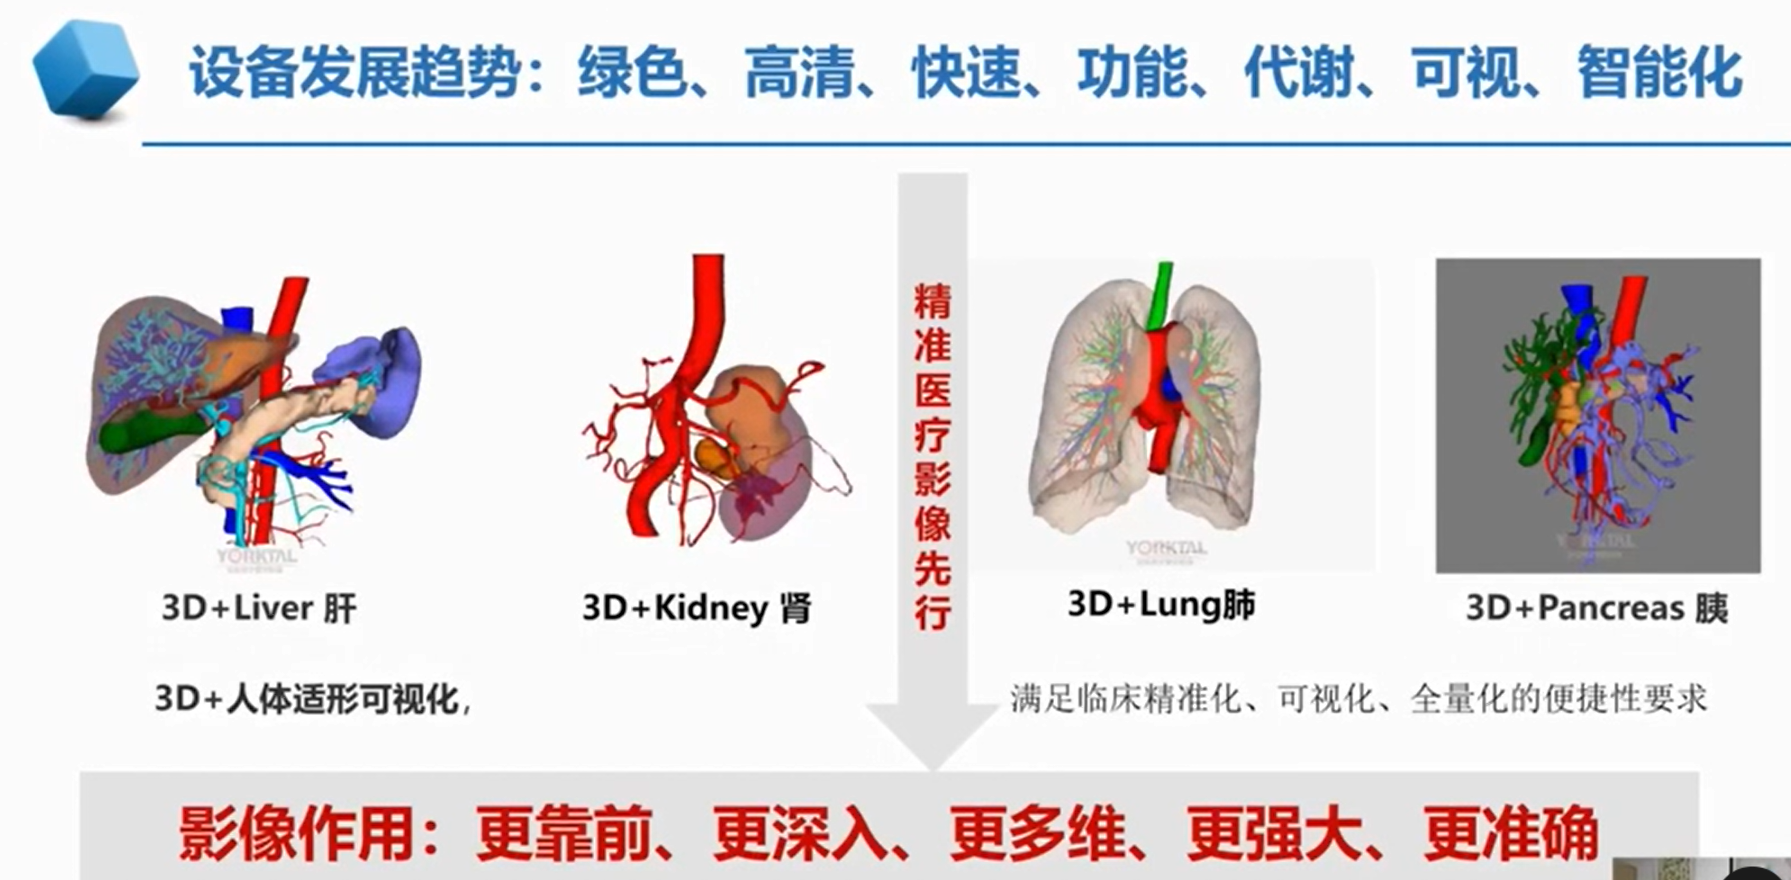 设备发展趋势：绿色、高清、快速、功能、代谢、可视、智能化
精准医疗影像先行
YORKTAL
YORKTAL
3D+Liver 肝
3D+Kidney 肾
3D+Lung肺
3D+Pancreas 胰
3D+人体适形可视化，
满足临床精准化、可视化、全量化的便捷性要求
影像作用：更靠前、更深入、更多维、更强大、更准确